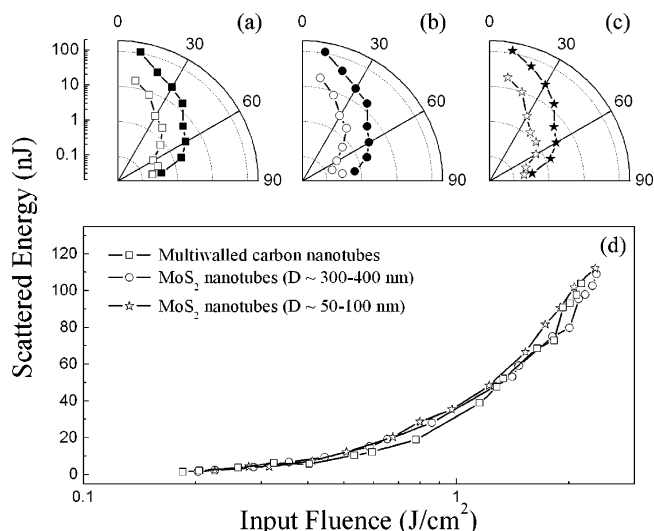 (a) (b) (c)
0 30 60 90
0 30 60 90
0 30 60 90
100
10
1
0.1
Scattered Energy (nJ)
(d)
Multiwalled carbon nanotubes
MoS2 nanotubes (D ~ 300-400 nm)
MoS2 nanotubes (D ~ 50-100 nm)
120
100
80
60
40
20
0
0.1 1
Input Fluence (J/cm²)